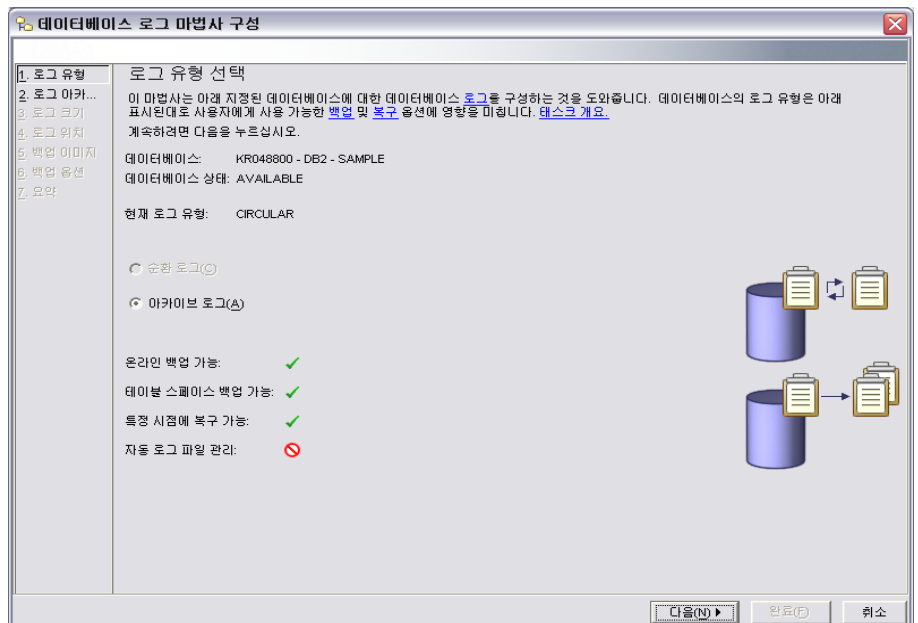 데이터베이스 로그 마법사 구성
1. 로그 유형
2. 로그 아카...
3. 로그 크기
4. 로그 위치
5. 백업 이미지
6. 백업 옵션
7. 요약
로그 유형 선택
이 마법사는 아래 지정된 데이터베이스에 대한 데이터베이스 로그를 구성하는 것을 도와줍니다. 데이터베이스의 로그 유형은 아래
표시된대로 사용자에게 사용 가능한 백업 및 복구 옵션에 영향을 미칩니다. 태스크 개요.
계속하려면 다음을 누르십시오.
데이터베이스: KR048800 - DB2 - SAMPLE
데이터베이스 상태: AVAILABLE
현재 로그 유형: CIRCULAR
순환 로그(C)
아카이브 로그(A)
온라인 백업 가능:
테이블 스페이스 백업 가능:
특정 시점에 복구 가능:
자동 로그 파일 관리:
다음(N)
완료(F)
취소